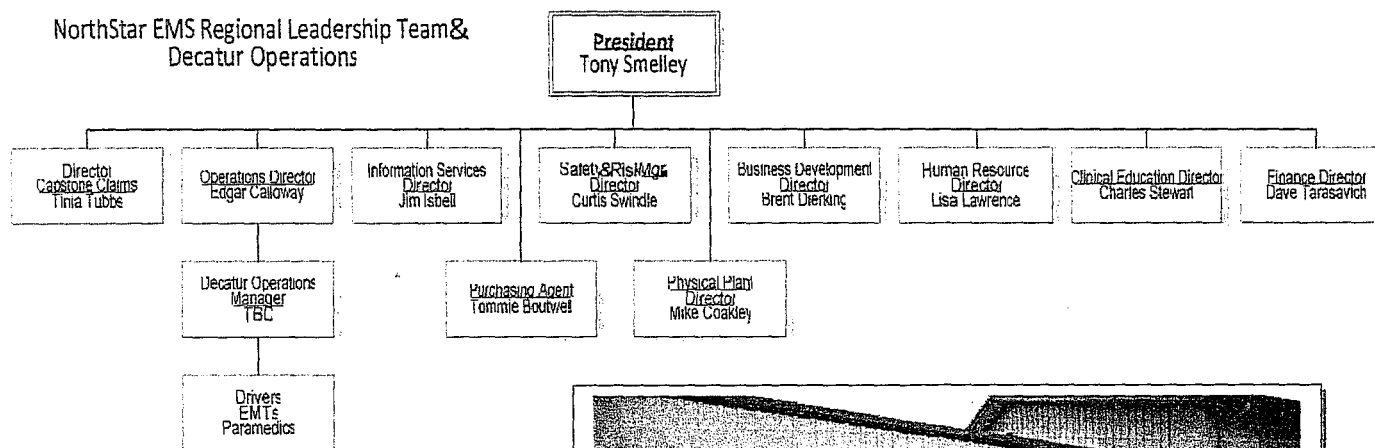 NorthStar EMS Regional Leadership Team&
Decatur Operations
President
Tony Smelley
Director
Capstone Claims
Tinia Tubbs
Operations Director
Edgar Calloway
Information Services
Director
Jim Isbell
Safety&RiskMgr
Director
Curtis Swindle
Business Development
Director
Brent Dierking
Human Resource
Director
Lisa Lawrence
Clinical Education Director
Charles Stewart
Finance Director
Dave Tarasavich
Decatur Operations
Manager
TBC
Purchasing Agent
Tommie Boutwell
Physical Plant
Director
Mike Coakley
Drivers
EMTs
Paramedics